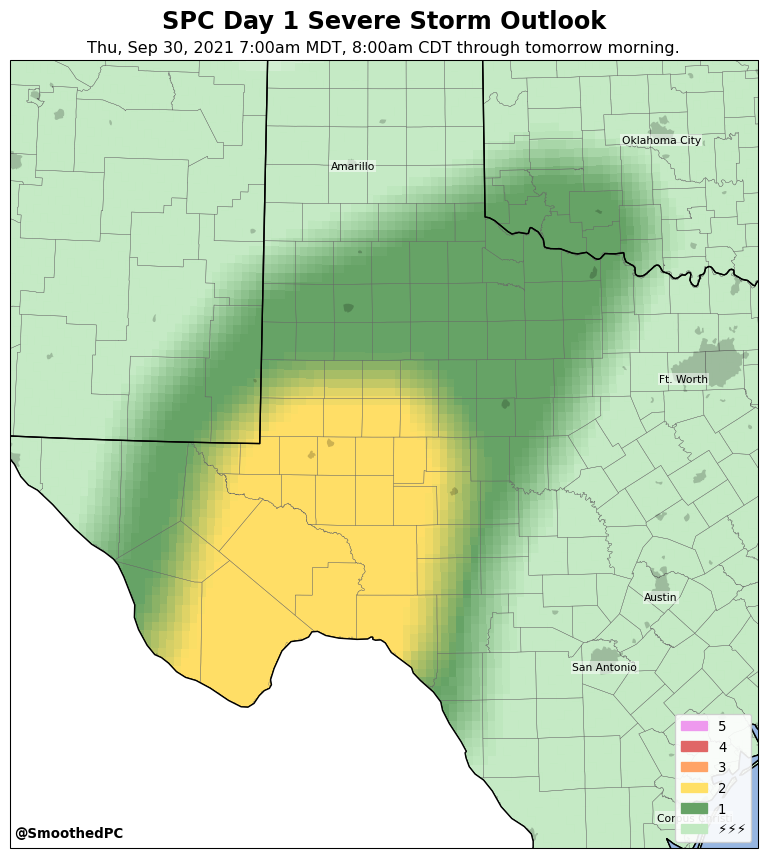 SPC Day 1 Severe Storm Outlook
Thu, Sep 30, 2021 7:00am MDT, 8:00am CDT through tomorrow morning.
Oklahoma City
Amarillo
Ft. Worth
Austin
San Antonio
5
4
3
2
1
⚡⚡⚡
Corpus Christi
@SmoothedPC